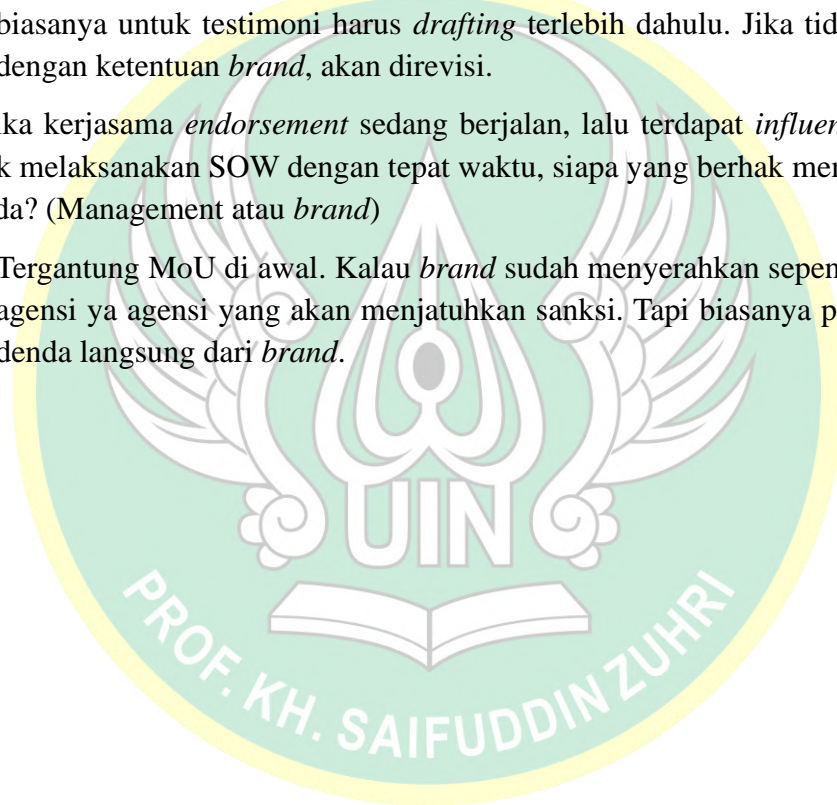 biasanya untuk testimoni harus drafting terlebih dahulu. Jika tid
dengan ketentuan brand, akan direvisi.
ka kerjasama endorsement sedang berjalan, lalu terdapat influen
k melaksanakan SOW dengan tepat waktu, siapa yang berhak mer
da? (Management atau brand)
Tergantung MoU di awal. Kalau brand sudah menyerahkan sepen
agensi ya agensi yang akan menjatuhkan sanksi. Tapi biasanya p
denda langsung dari brand.
UIN
PROF. KH. SAIFUDDIN ZUHRI